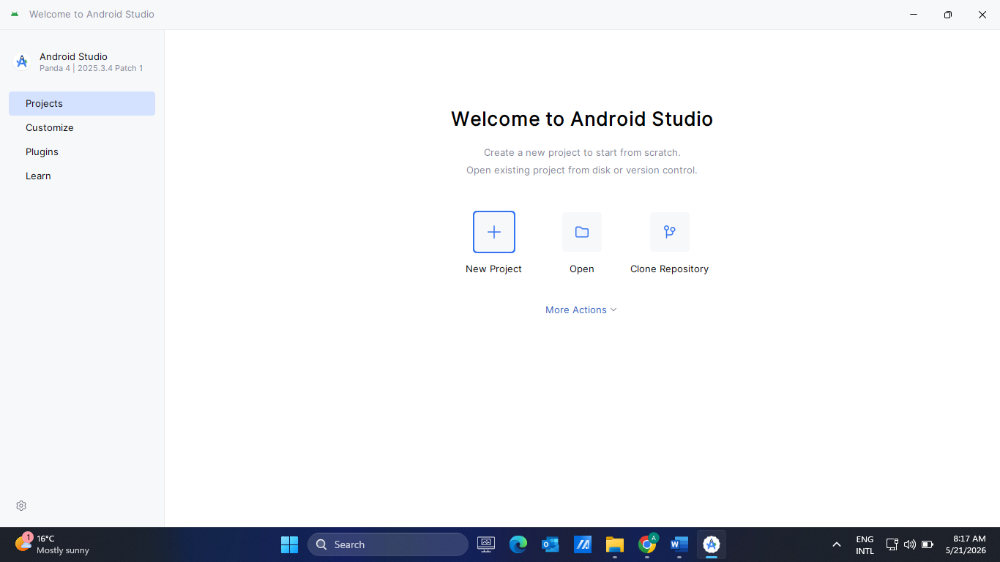 Welcome to Android Studio
Android Studio
Panda 4 | 2025.3.4 Patch 1
Projects
Customize
Plugins
Learn
Welcome to Android Studio
Create a new project to start from scratch.
Open existing project from disk or version control.
New Project
Open
Clone Repository
More Actions
1
16°C
Mostly sunny
Search
A
W
ENG
INTL
8:17 AM
5/21/2026